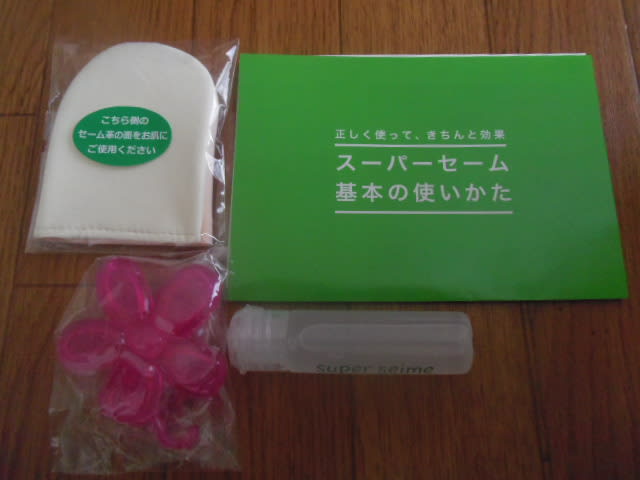 こちら側の
セーム革の面をお肌に
ご使用ください
正しく使って、きちんと効果
スーパーセーム
基本の使いかた
super seime